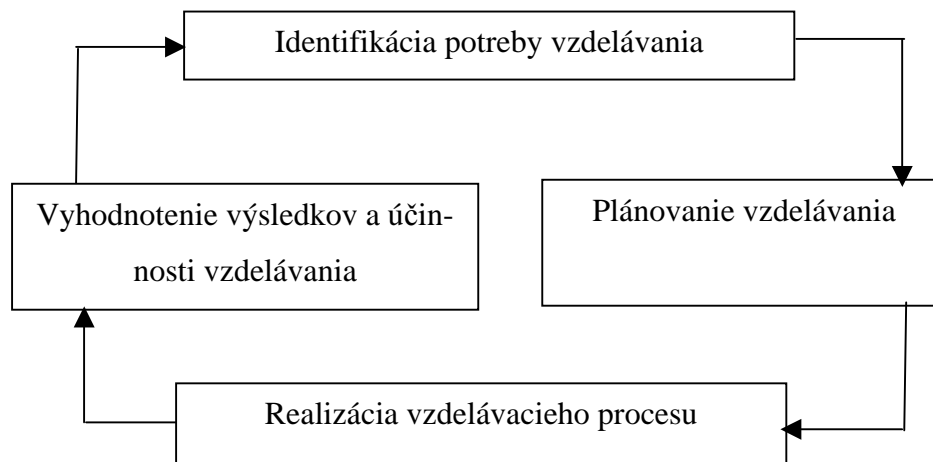 Identifikácia potreby vzdelávania
Vyhodnotenie výsledkov a účin-
nosti vzdelávania
Plánovanie vzdelávania
Realizácia vzdelávacieho procesu